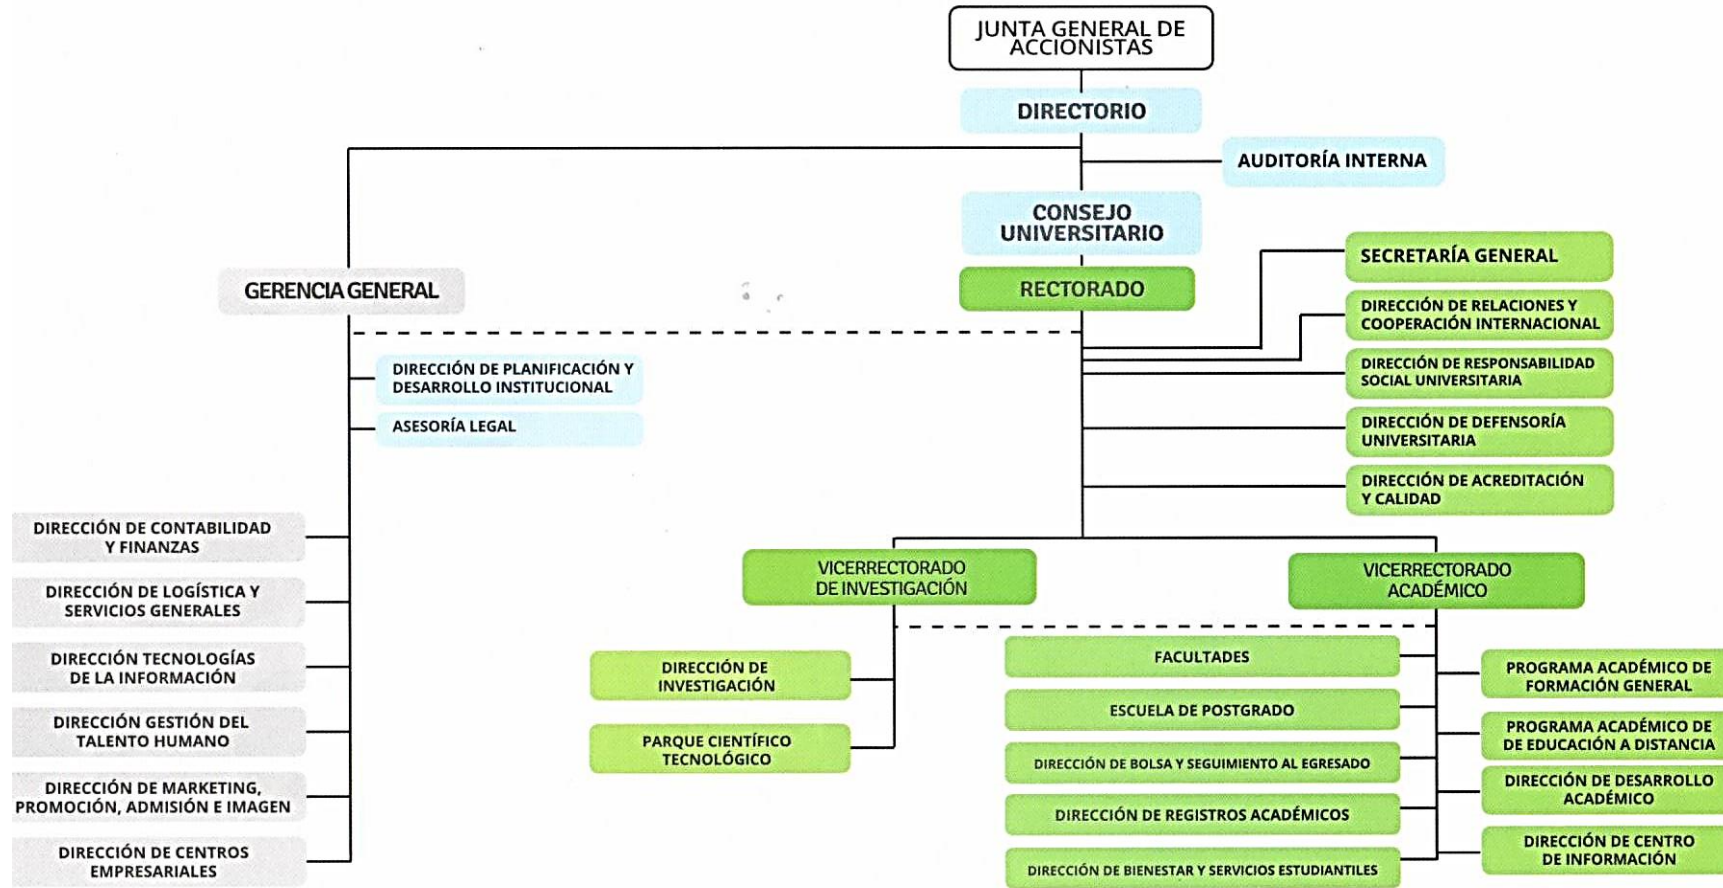 JUNTA GENERAL DE
ACCIONISTAS
DIRECTORIO
AUDITORÍA INTERNA
CONSEJO
UNIVERSITARIO
SECRETARÍA GENERAL
GERENCIA GENERAL
RECTORADO
DIRECCIÓN DE RELACIONES Y
COOPERACIÓN INTERNACIONAL
DIRECCIÓN DE PLANIFICACIÓN Y
DESARROLLO INSTITUCIONAL
DIRECCIÓN DE RESPONSABILIDAD
SOCIAL UNIVERSITARIA
ASESORÍA LEGAL
DIRECCIÓN DE DEFENSORÍA
UNIVERSITARIA
DIRECCIÓN DE ACREDITACIÓN
Y CALIDAD
DIRECCIÓN DE CONTABILIDAD
Y FINANZAS
DIRECCIÓN DE LOGÍSTICA Y
SERVICIOS GENERALES
DIRECCIÓN TECNOLOGÍAS
DE LA INFORMACIÓN
DIRECCIÓN GESTIÓN DEL
TALENTO HUMANO
DIRECCIÓN DE MARKETING,
PROMOCIÓN, ADMISIÓN E IMAGEN
DIRECCIÓN DE CENTROS
EMPRESARIALES
VICERRECTORADO
DE INVESTIGACIÓN
VICERRECTORADO
ACADÉMICO
DIRECCIÓN DE
INVESTIGACIÓN
PARQUE CIENTÍFICO
TECNOLÓGICO
FACULTADES
ESCUELA DE POSTGRADO
DIRECCIÓN DE BOLSA Y SEGUIMIENTO AL EGRESADO
DIRECCIÓN DE REGISTROS ACADÉMICOS
DIRECCIÓN DE BIENESTAR Y SERVICIOS ESTUDIANTILES
PROGRAMA ACADÉMICO DE
FORMACIÓN GENERAL
PROGRAMA ACADÉMICO DE
DE EDUCACIÓN A DISTANCIA
DIRECCIÓN DE DESARROLLO
ACADÉMICO
DIRECCIÓN DE CENTRO
DE INFORMACIÓN